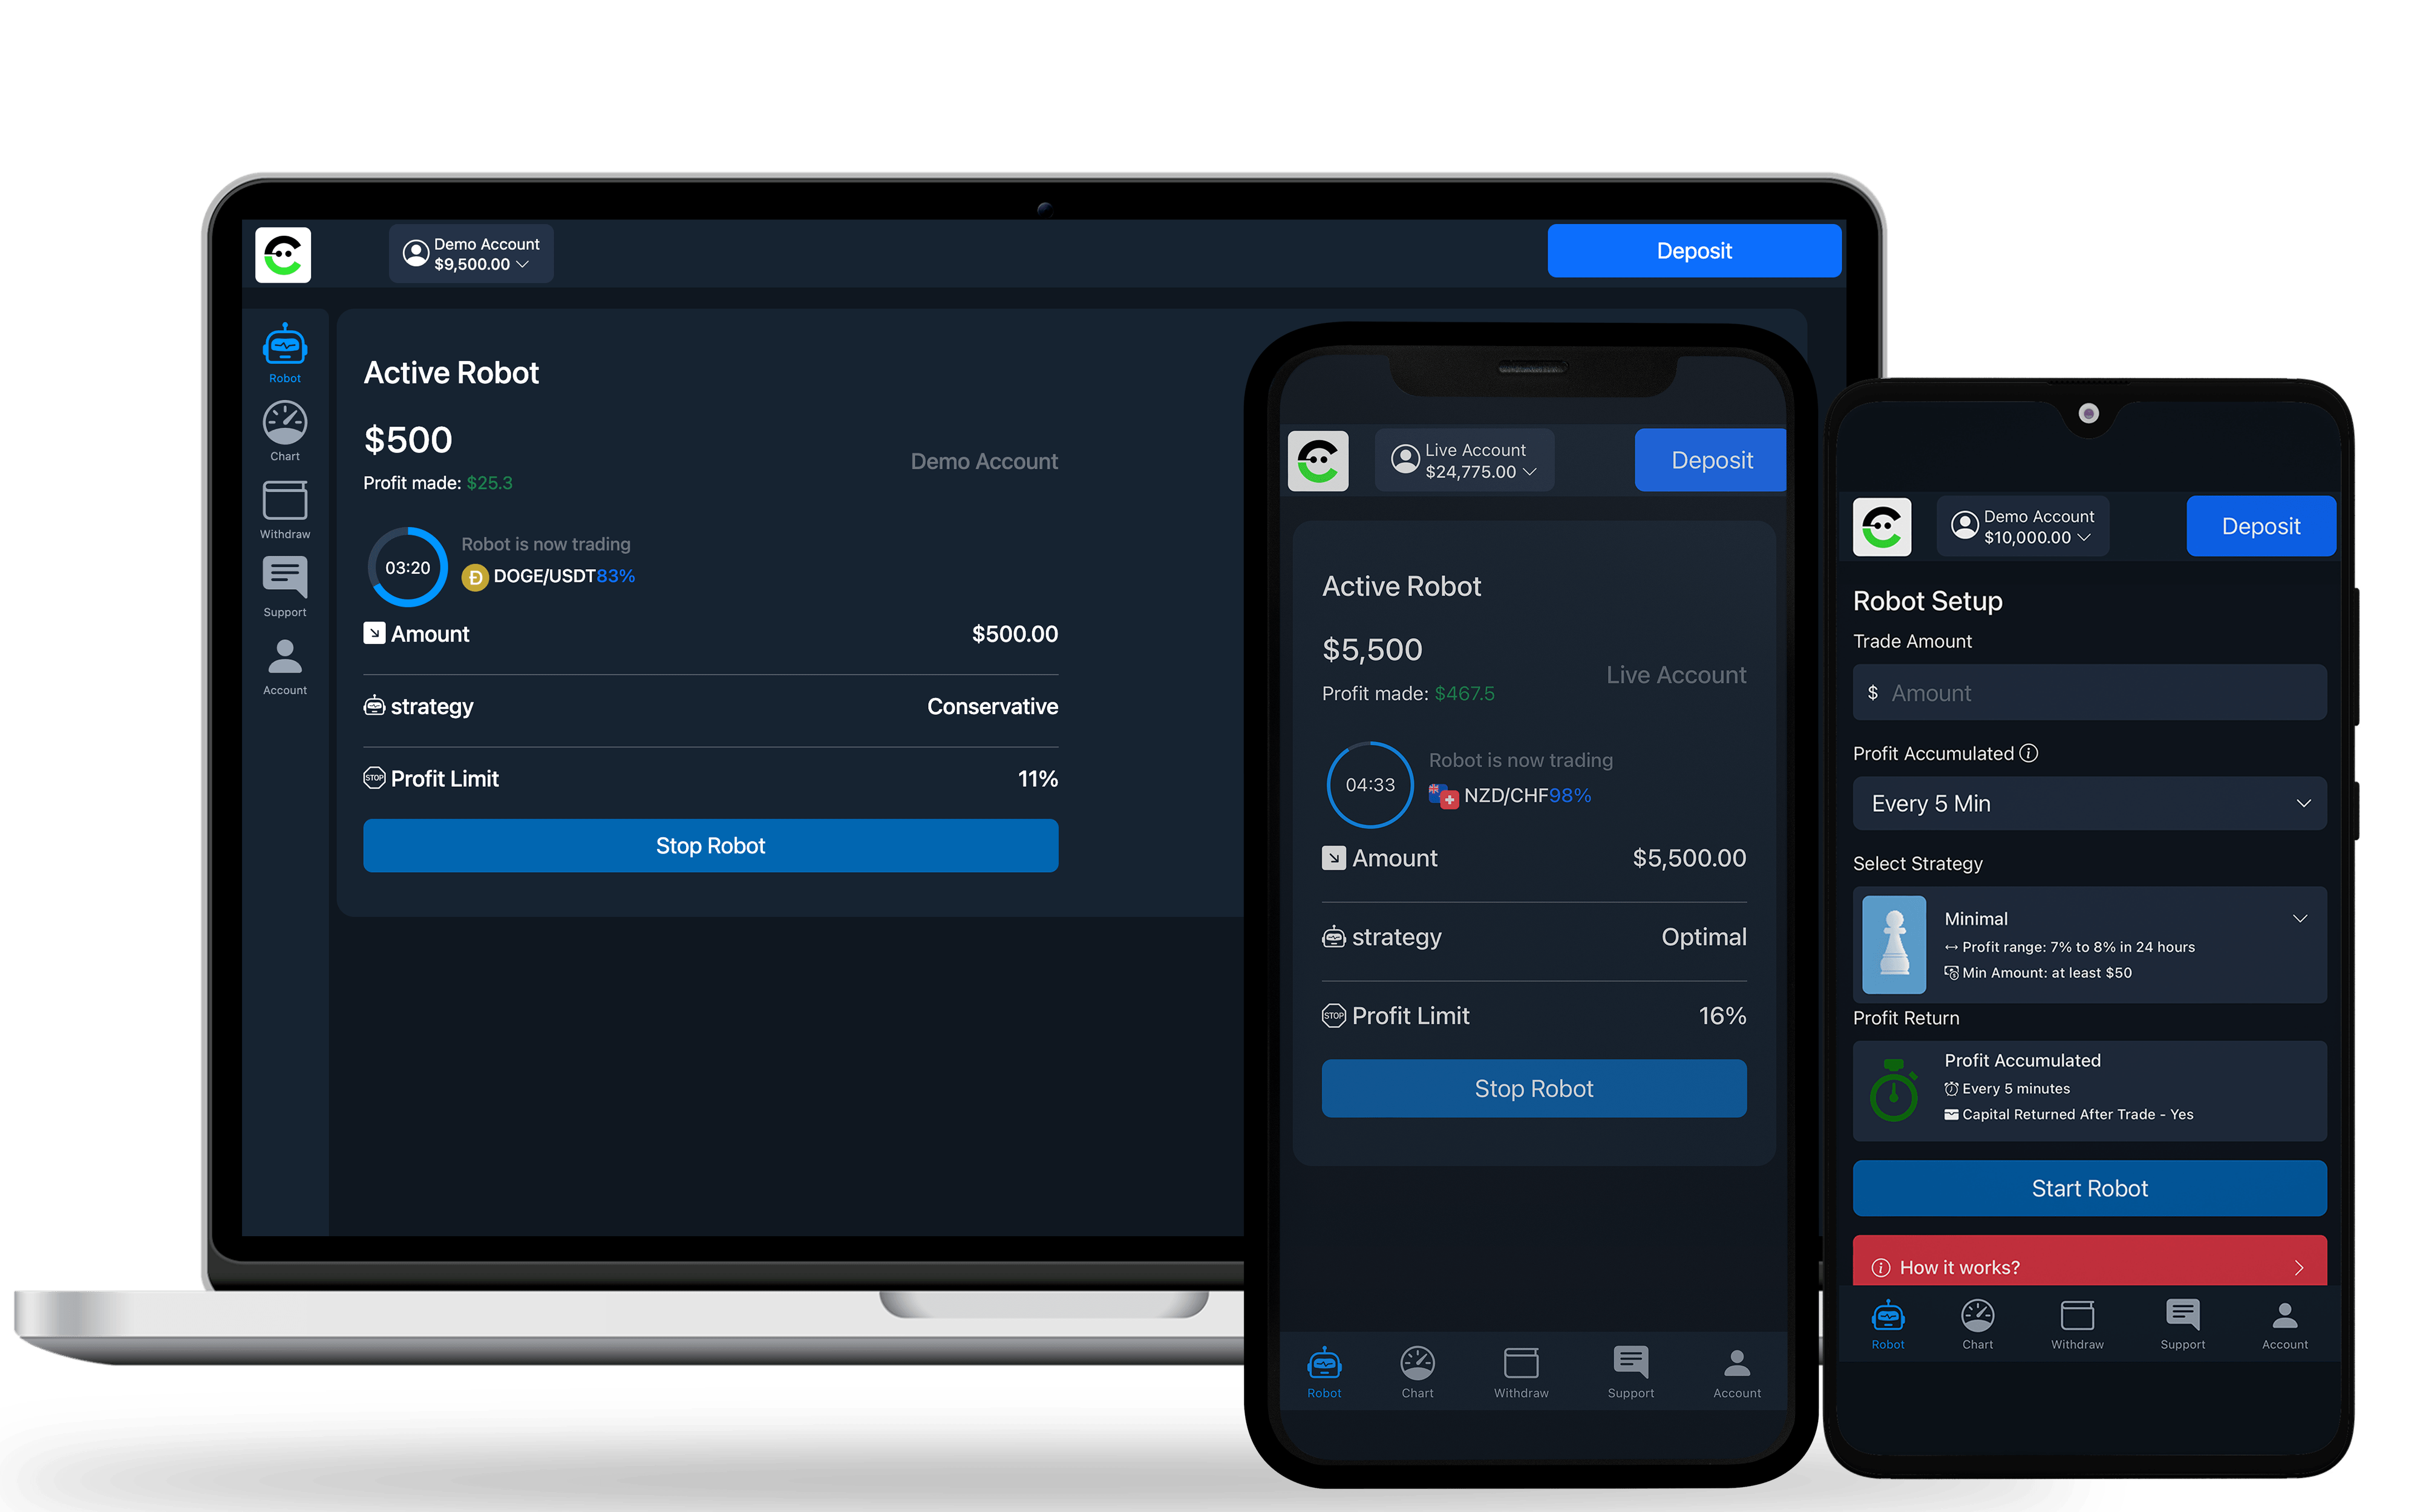 Demo Account
$9,500.00
Deposit
Robot
Chart
Withdraw
Support
Account
Active Robot
$500
Demo Account
Profit made: $25.3
03:20
Robot is now trading
DOGE/USDT83%
Amount $500.00
strategy Conservative
STOP Profit Limit 11%
Stop Robot
Live Account
$24,775.00
Deposit
Active Robot
$5,500
Live Account
Profit made: $467.5
04:33
Robot is now trading
NZD/CHF98%
Amount $5,500.00
strategy Optimal
STOP Profit Limit 16%
Stop Robot
Robot Chart Withdraw Support Account
Demo Account
$10,000.00
Deposit
Robot Setup
Trade Amount
$ Amount
Profit Accumulated
Every 5 Min
Select Strategy
Minimal
Profit range: 7% to 8% in 24 hours
Min Amount: at least $50
Profit Return
Profit Accumulated
Every 5 minutes
Capital Returned After Trade - Yes
Start Robot
How it works?
Robot Chart Withdraw Support Account